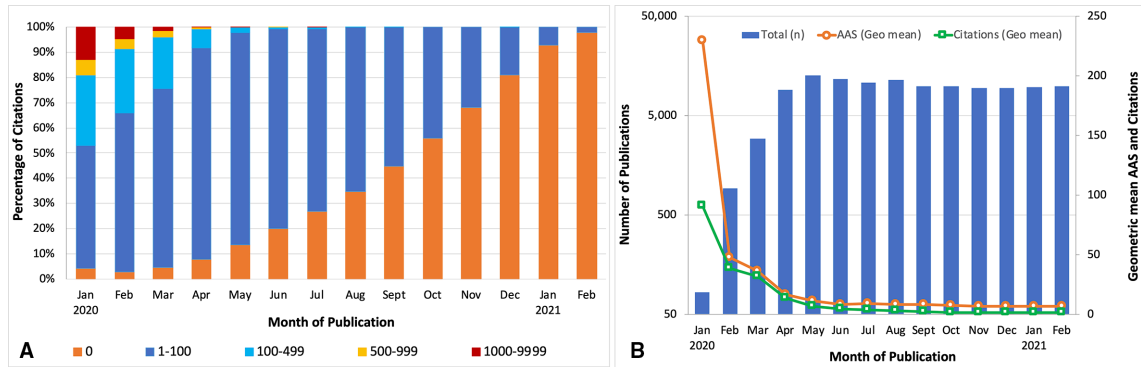 100%
90%
80%
70%
60%
50%
40%
30%
20%
10%
0%
Percentage of Citations
Jan Feb Mar Apr May Jun Jul Aug Sept Oct Nov Dec Jan Feb
2020 2021
Month of Publication
A
0 1-100 100-499 500-999 1000-9999
50,000
5,000
500
50
Number of Publications
Total (n) AAS (Geo mean) Citations (Geo mean)
250
200
150
100
50
0
Geometric mean AAS and Citations
Jan Feb Mar Apr May Jun Jul Aug Sept Oct Nov Dec Jan Feb
2020 2021
Month of Publication
B